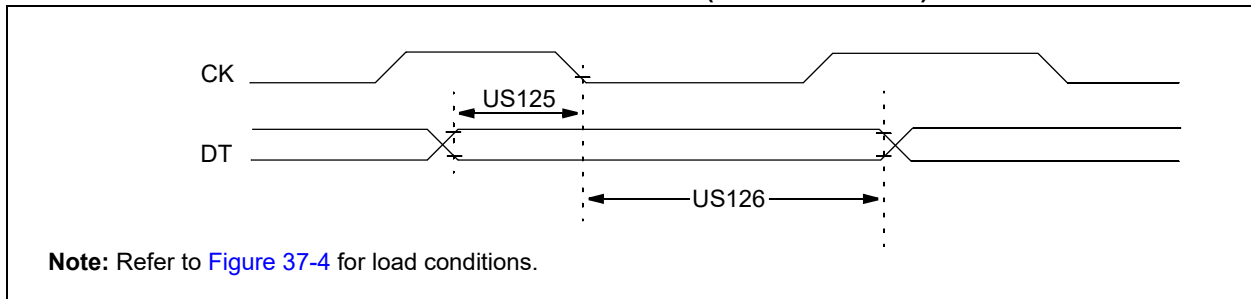 CK
US125
DT
US126
Note: Refer to Figure 37-4 for load conditions.